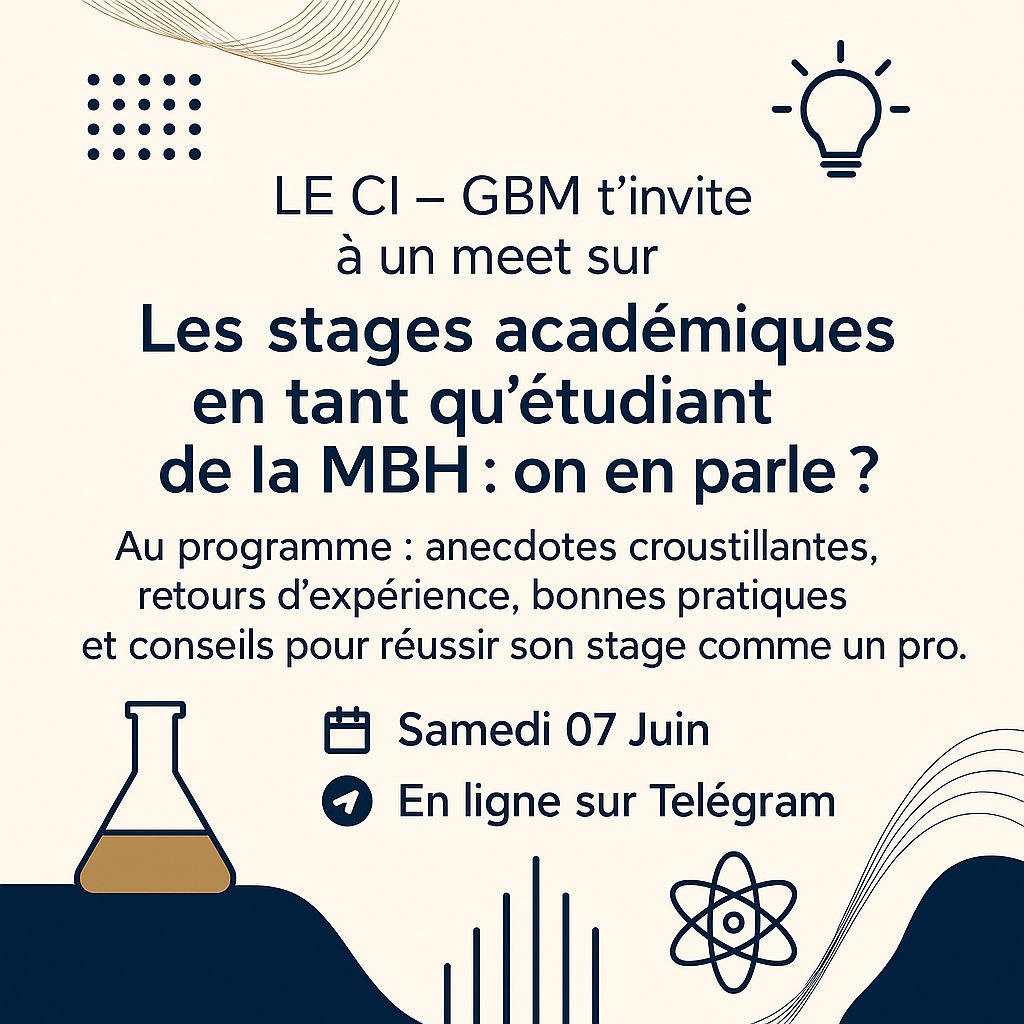 LE CI – GBM t’invite
à un meet sur
Les stages académiques
en tant qu’étudiant
de la MBH : on en parle ?
Au programme : anecdotes croustillantes,
retours d’expérience, bonnes pratiques
et conseils pour réussir son stage comme un pro.
Samedi 07 Juin
En ligne sur Telégram